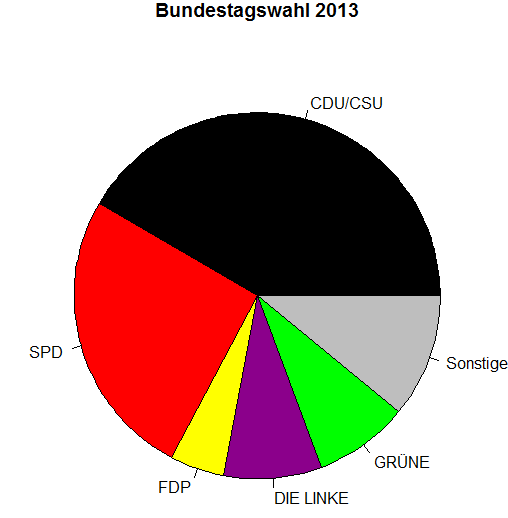 Bundestagswahl 2013
CDU/CSU
SPD
Sonstige
GRÜNE
FDP
DIE LINKE